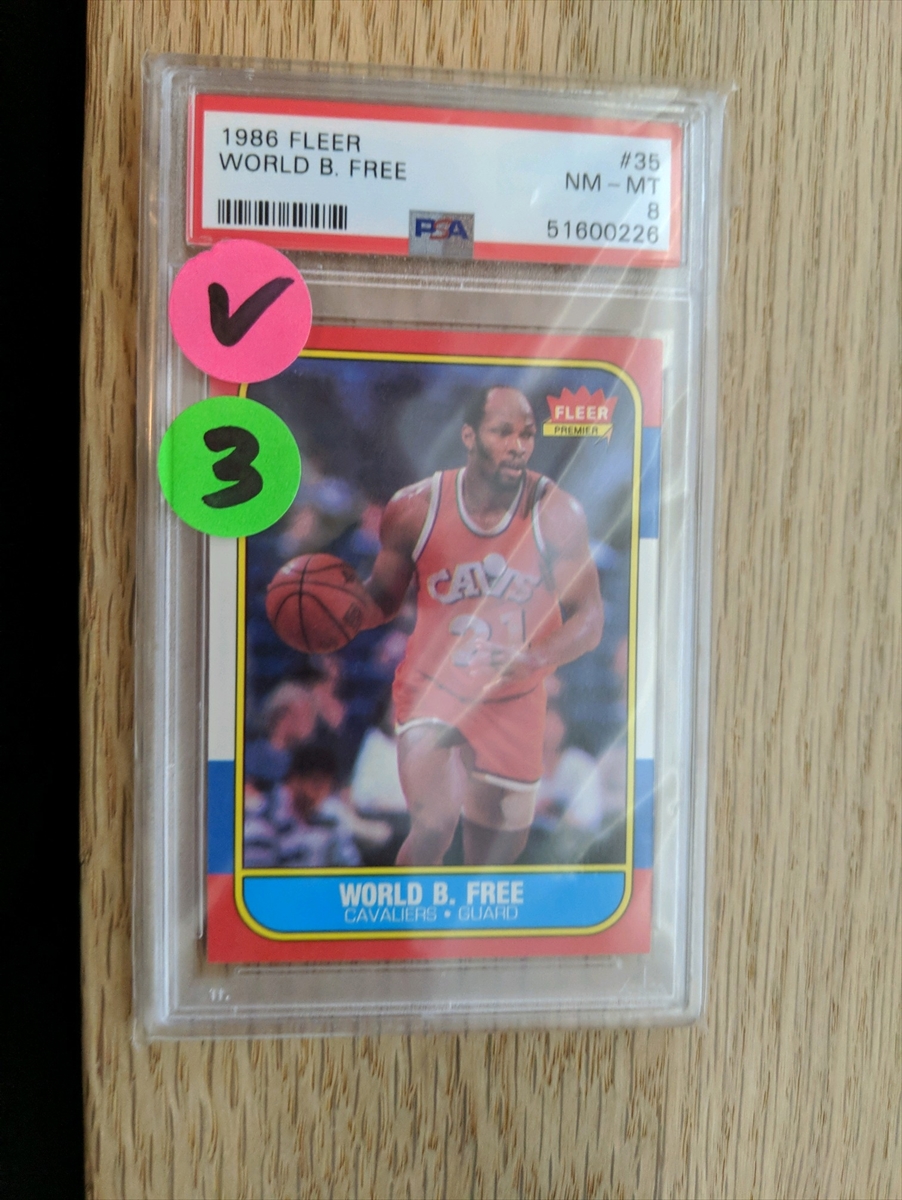 1986 FLEER
WORLD B. FREE
#35
NM - MT
8
51600226
PSA
✓
3
FLEER
PREMIER
CAVS
21
WORLD B. FREE
CAVALIERS • GUARD